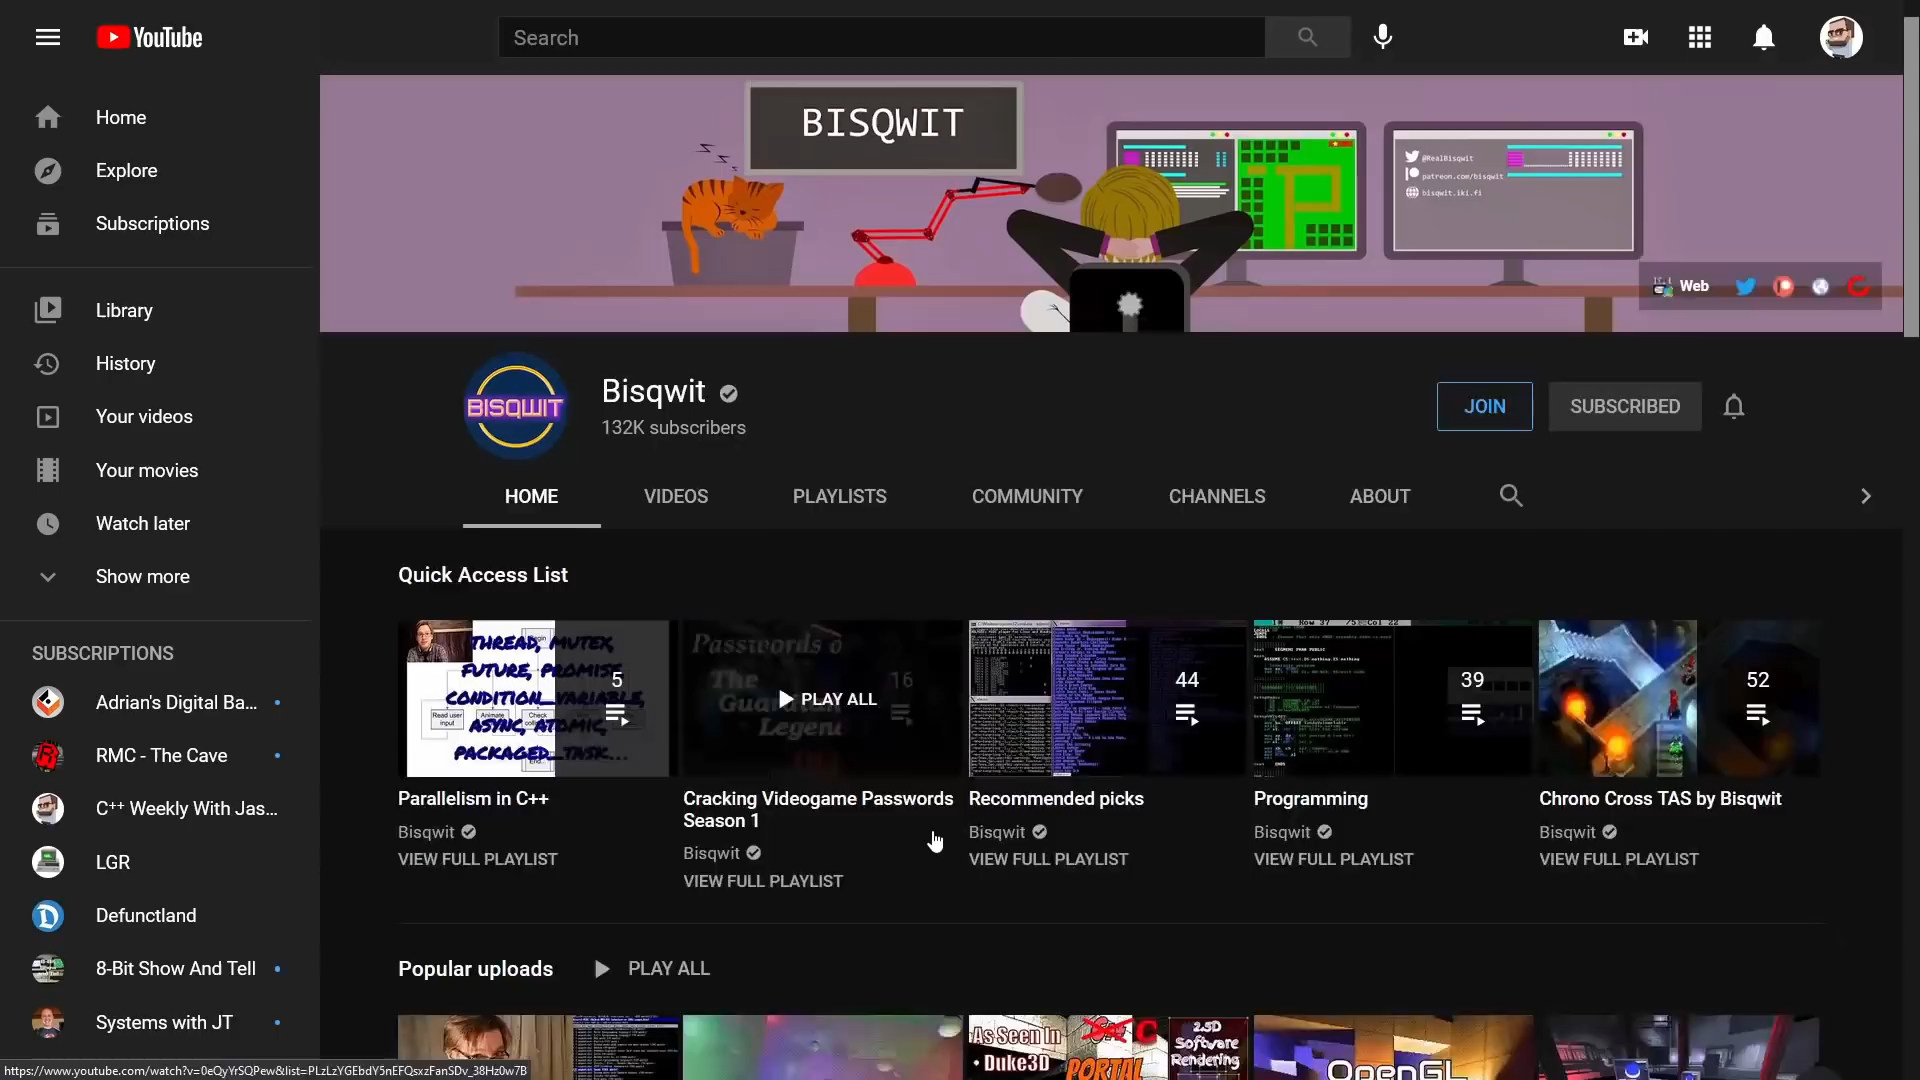 YouTube
Search
Home
Explore
Subscriptions
Library
History
Your videos
Your movies
Watch later
Show more
SUBSCRIPTIONS
Adrian's Digital Ba...
RMC - The Cave
C++ Weekly With Jas...
LGR
Defunctland
8-Bit Show And Tell
Systems with JT
BISQWIT
@RealBisqwit
patreon.com/bisqwit
bisqwit.iki.fi
Web
BISQWIT
Bisqwit
132K subscribers
JOIN
SUBSCRIBED
HOME
VIDEOS
PLAYLISTS
COMMUNITY
CHANNELS
ABOUT
Quick Access List
THREAD, MUTEX,
FUTURE, PROMISE
CONDITION_VARIABLE,
ASYNC, ATOMIC,
PACKAGED_TASK...
Read user
input
Animate
Check
5
Parallelism in C++
Bisqwit
VIEW FULL PLAYLIST
Passwords o
The
Legend
16
PLAY ALL
Cracking Videogame Passwords
Season 1
Bisqwit
VIEW FULL PLAYLIST
44
Recommended picks
Bisqwit
VIEW FULL PLAYLIST
39
Programming
Bisqwit
VIEW FULL PLAYLIST
52
Chrono Cross TAS by Bisqwit
Bisqwit
VIEW FULL PLAYLIST
Popular uploads
PLAY ALL
As Seen In
• Duke3D
PORTAL
2.5D
Software
Rendering
OpenGL
https://www.youtube.com/watch?v=0eQyYrSQPew&list=PLzLzYGEbdY5nEFQsxzFanSDv_38Hz0w7B